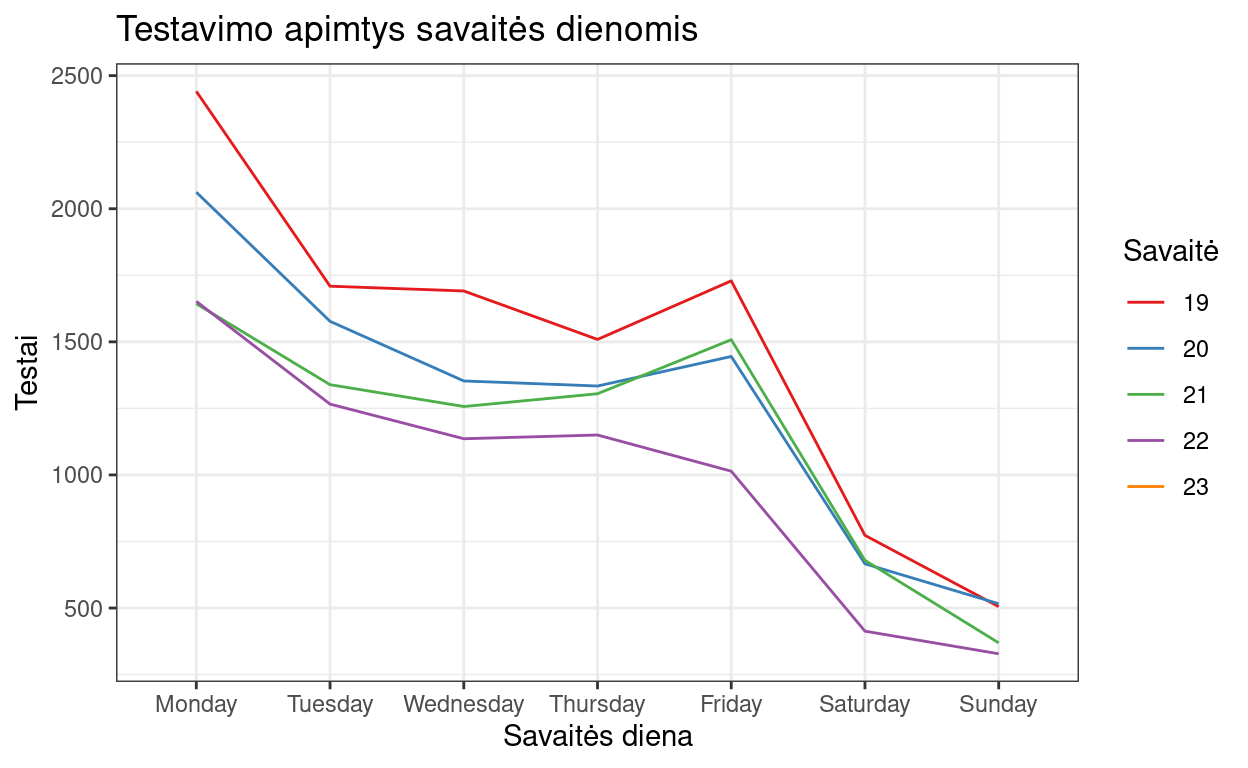 Testavimo apimtys savaitės dienomis
2500
2000
1500
1000
500
Testai
Monday Tuesday Wednesday Thursday Friday Saturday Sunday
Savaitės diena
Savaitė
19
20
21
22
23